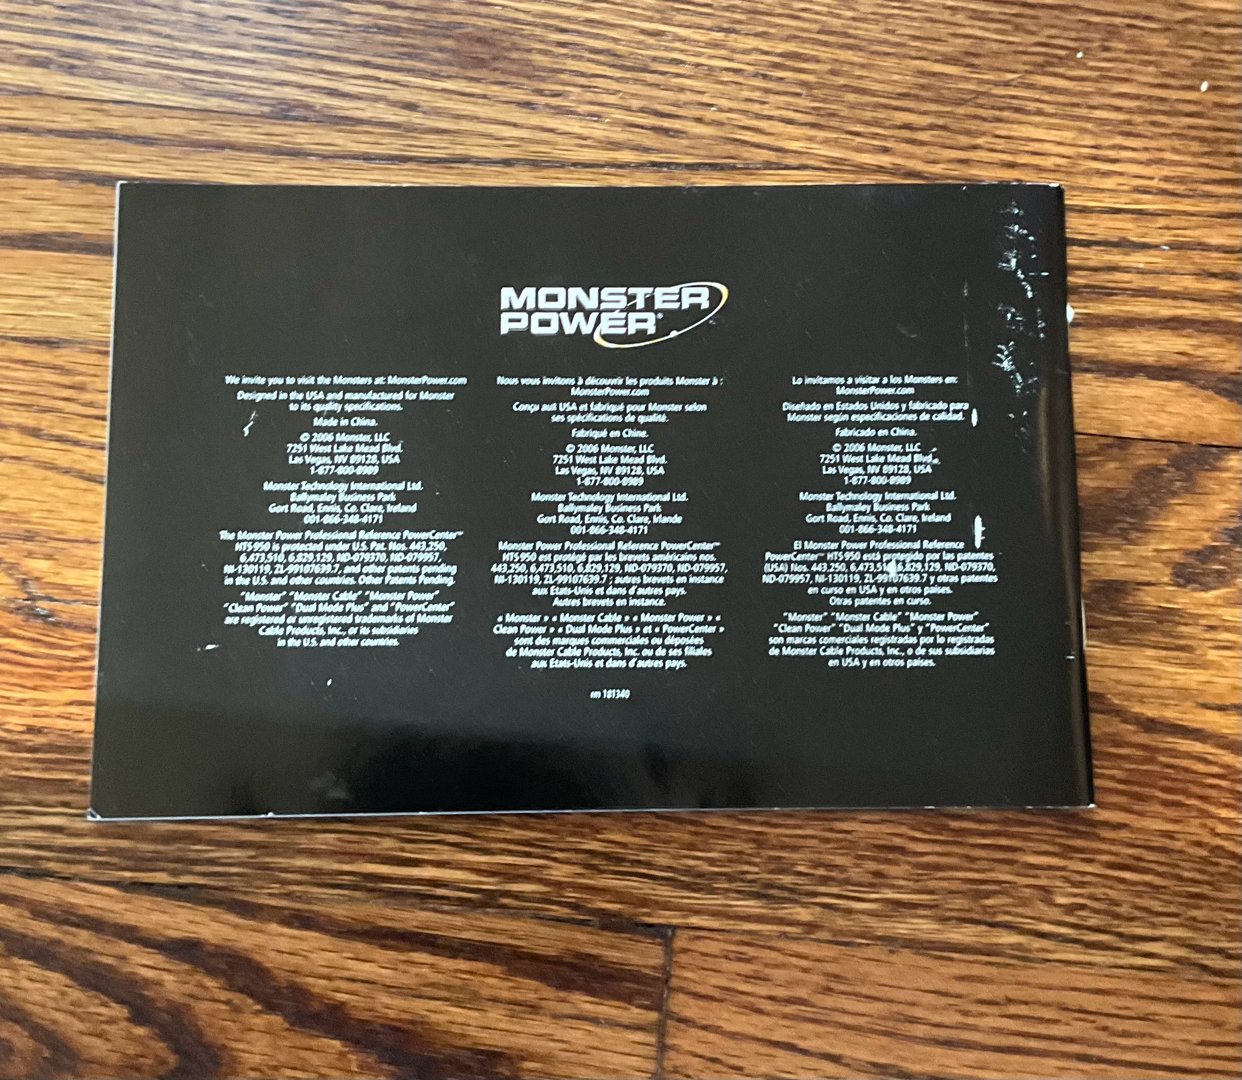 MONSTER
POWER®
We invite you to visit the Monsters at: MonsterPower.com
Designed in the USA and manufactured for Monster
to its quality specifications.
Made in China.
© 2006 Monster, LLC
7251 West Lake Mead Blvd.
Las Vegas, NV 89128, USA
1-877-800-8989
Monster Technology International Ltd.
Ballymaley Business Park
Gort Road, Ennis, Co. Clare, Ireland
001-866-348-4171
The Monster Power Professional Reference PowerCenter™
HTS950 is protected under U.S. Pat. Nos. 443,250,
6,473,510, 6,829,129, ND-079370, ND-079957,
NI-130119, ZL-99107639.7, and other patents pending
in the U.S. and other countries. Other Patents Pending.
"Monster" "Monster Cable" "Monster Power"
"Clean Power" "Dual Mode Plus" and "PowerCenter"
are registered or unregistered trademarks of Monster
Cable Products, Inc., or its subsidiaries
in the U.S. and other countries.
Nous vous invitons à découvrir les produits Monster à :
MonsterPower.com
Conçu aux USA et fabriqué pour Monster selon
ses spécifications de qualité.
Fabriqué en Chine.
© 2006 Monster, LLC
7251 West Lake Mead Blvd.
Las Vegas, NV 89128, USA
1-877-800-8989
Monster Technology International Ltd.
Ballymaley Business Park
Gort Road, Ennis, Co. Clare, Irlande
001-866-348-4171
Monster Power Professional Reference PowerCenter™
HTS950 est protégé par les brevets américains nos.
443,250, 6,473,510, 6,829,129, ND-079370, ND-079957,
NI-130119, ZL-99107639.7 ; autres brevets en instance
aux États-Unis et dans d'autres pays.
Autres brevets en instance.
« Monster » « Monster Cable » « Monster Power » «
Clean Power » « Dual Mode Plus » et « PowerCenter »
sont des marques commerciales ou déposées
de Monster Cable Products, Inc. ou de ses filiales
aux États-Unis et dans d'autres pays.
Lo invitamos a visitar a los Monsters en:
MonsterPower.com
Diseñado en Estados Unidos y fabricado para
Monster según especificaciones de calidad.
Fabricado en China.
© 2006 Monster, LLC
7251 West Lake Mead Blvd.
Las Vegas, NV 89128, USA
1-877-800-8989
Monster Technology International Ltd.
Ballymaley Business Park
Gort Road, Ennis, Co. Clare, Ireland
001-866-348-4171
El Monster Power Professional Reference
PowerCenter™ HTS950 está protegido por las patentes
(USA) Nos. 443,250, 6,473,510, 6,829,129, ND-079370,
ND-079957, NI-130119, ZL-99107639.7 y otras patentes
en curso en USA y en otros países.
Otras patentes en curso.
"Monster" "Monster Cable" "Monster Power"
"Clean Power" "Dual Mode Plus" y "PowerCenter"
son marcas comerciales registradas por lo registradas
de Monster Cable Products, Inc., o de sus subsidiarias
en USA y en otros países.
rm 181340